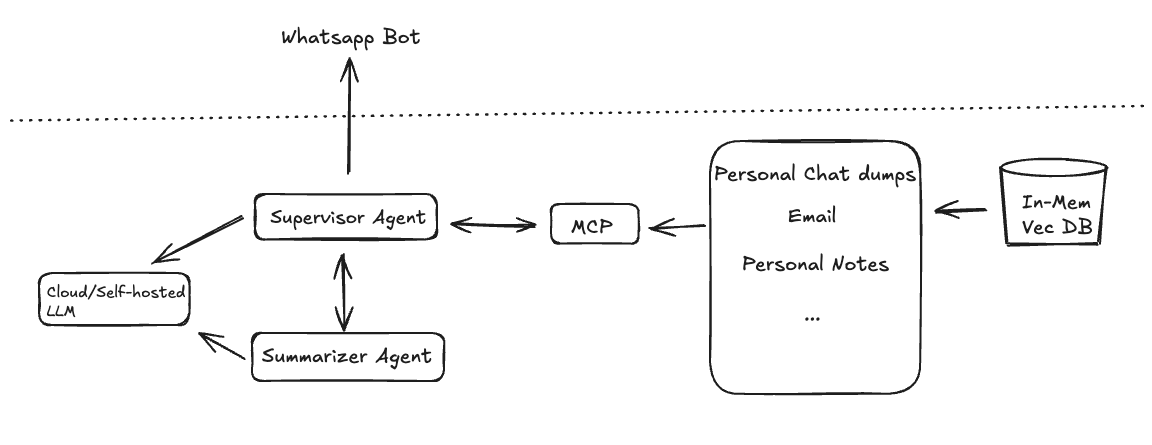 Whatsapp Bot
Personal Chat dumps
Supervisor Agent
MCP
Email
In-Mem
Vec DB
Personal Notes
Cloud/Self-hosted
LLM
...
Summarizer Agent